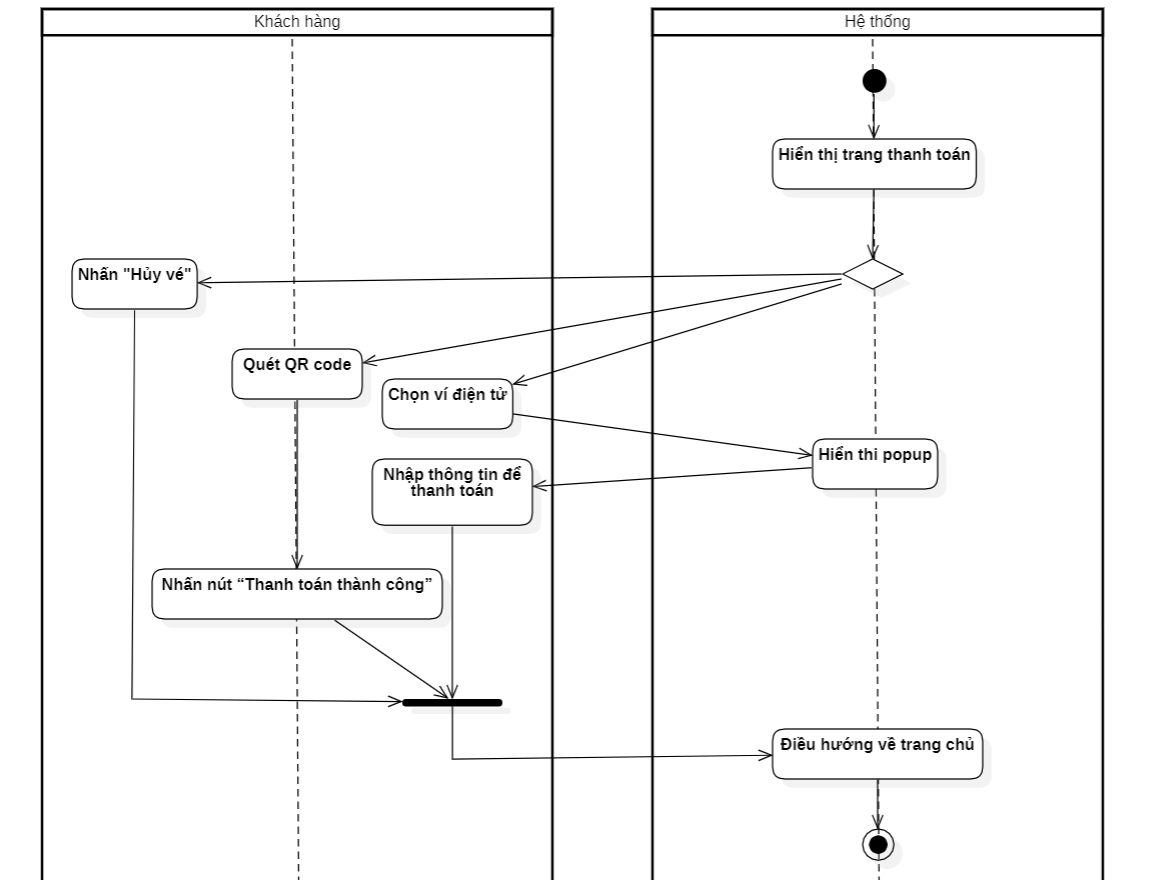 Khách hàng
Hệ thống
Hiển thị trang thanh toán
Nhấn "Hủy vé"
Quét QR code
Chọn ví điện tử
Hiển thi popup
Nhập thông tin để
thanh toán
Nhấn nút “Thanh toán thành công”
Điều hướng về trang chủ